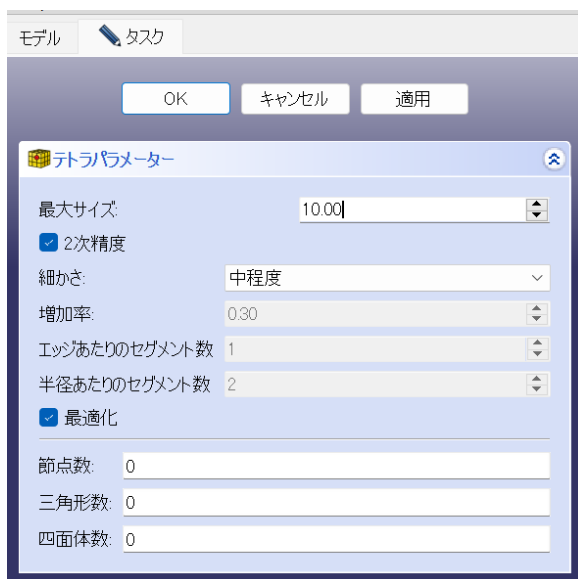 モデル タスク
OK キャンセル 適用
テトラパラメーター
最大サイズ: 10.00
2次精度
細かさ: 中程度
増加率: 0.30
エッジあたりのセグメント数 1
半径あたりのセグメント数 2
最適化
節点数: 0
三角形数: 0
四面体数: 0